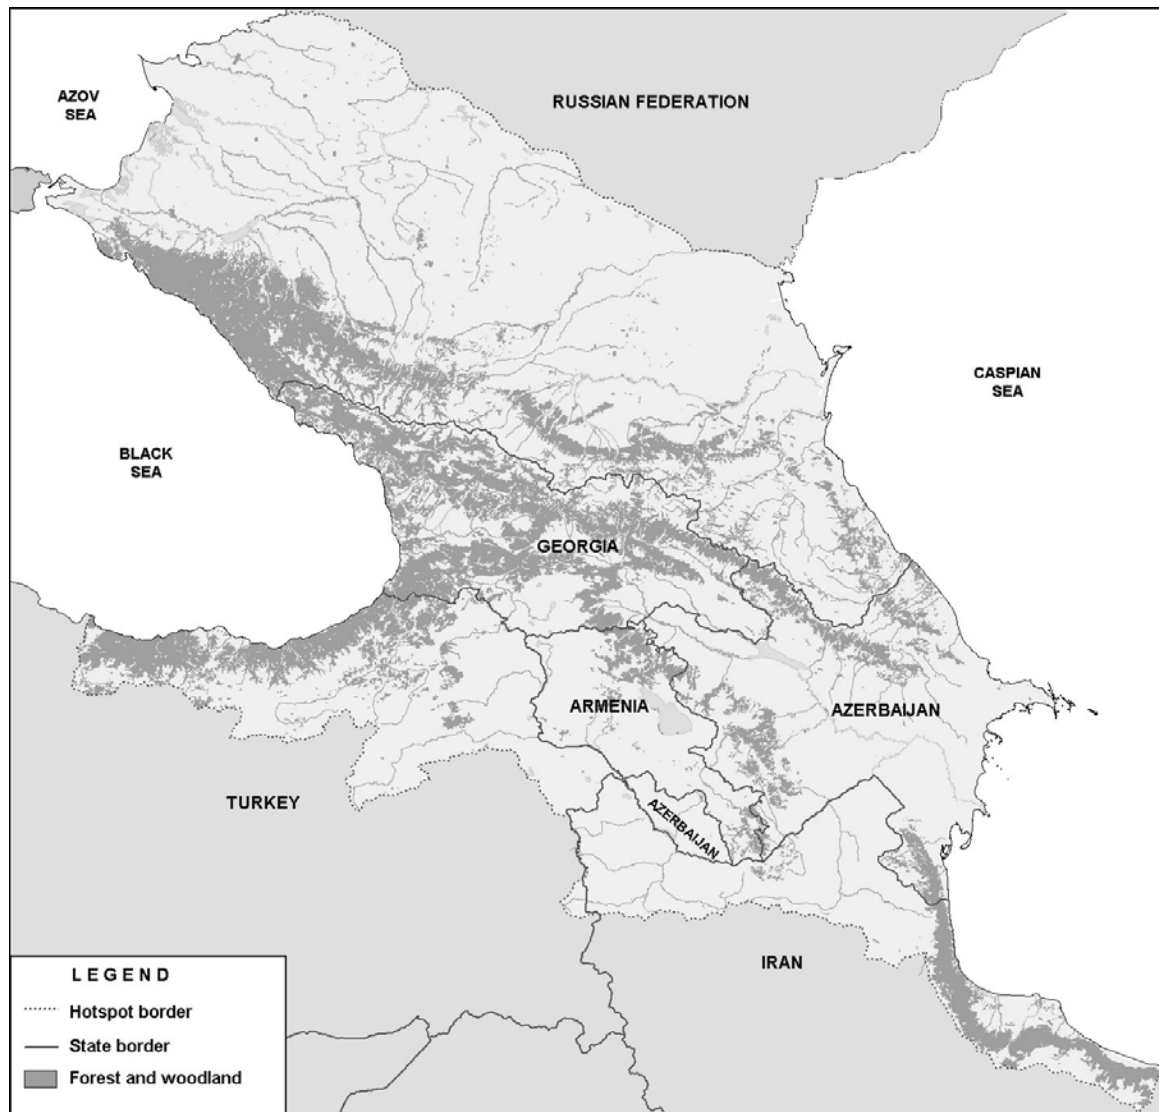 RUSSIAN FEDERATION
AZOV
SEA
CASPIAN
SEA
BLACK
SEA
GEORGIA
ARMENIA
AZERBAIJAN
TURKEY
AZERBAIJAN
IRAN
LEGEND
Hotspot border
State border
Forest and woodland